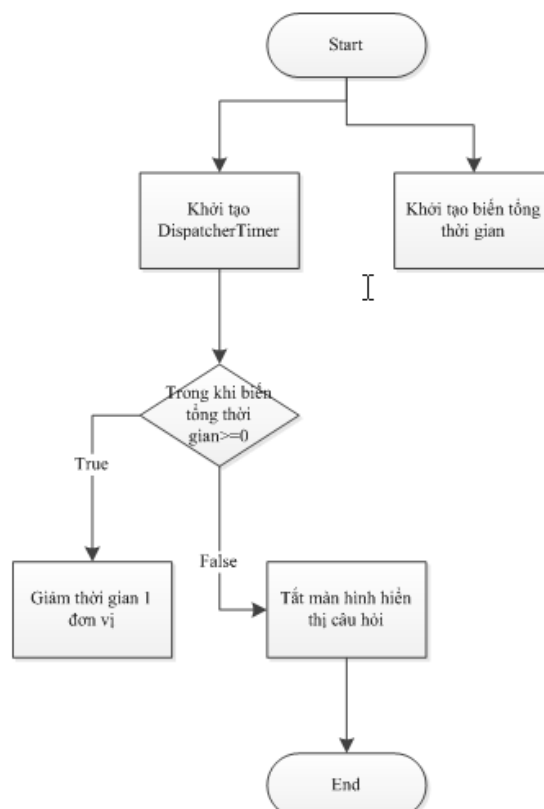 Start
Khởi tạo
DispatcherTimer
Khởi tạo biến tổng
thời gian
Trong khi biến
tổng thời
gian>=0
True
False
Giảm thời gian 1
đơn vị
Tắt màn hình hiển
thị câu hỏi
End